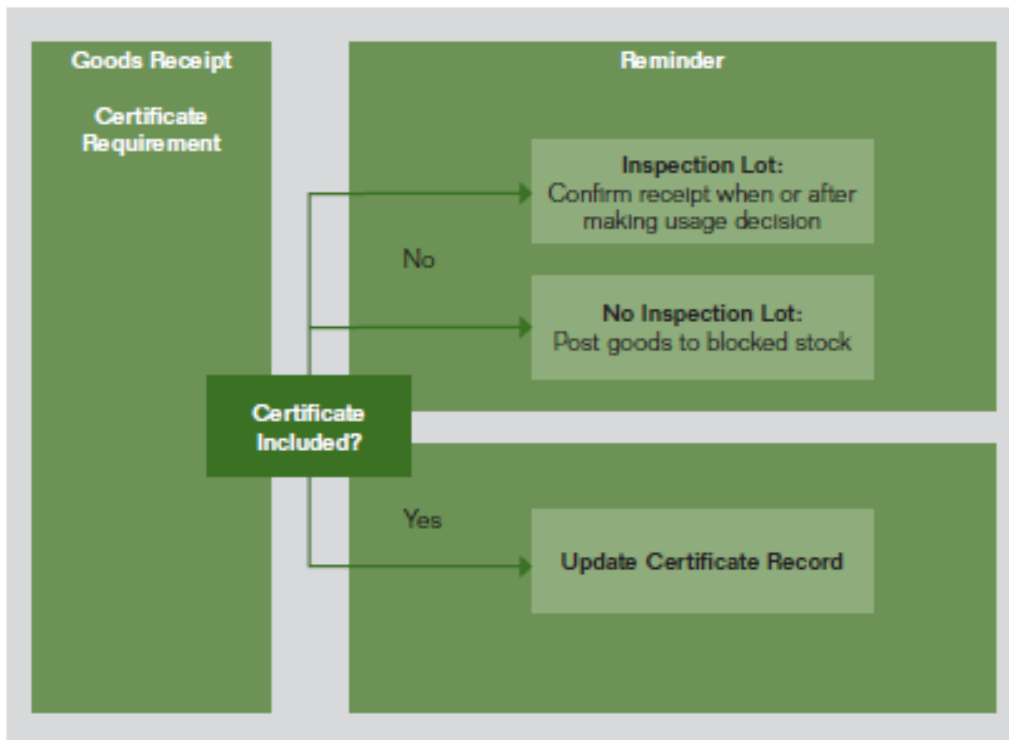 Goods Receipt
Certificate
Requirement
Reminder
Inspection Lot:
Confirm receipt when or after
making usage decision
No
No Inspection Lot:
Post goods to blocked stock
Certificate
Included?
Yes
Update Certificate Record